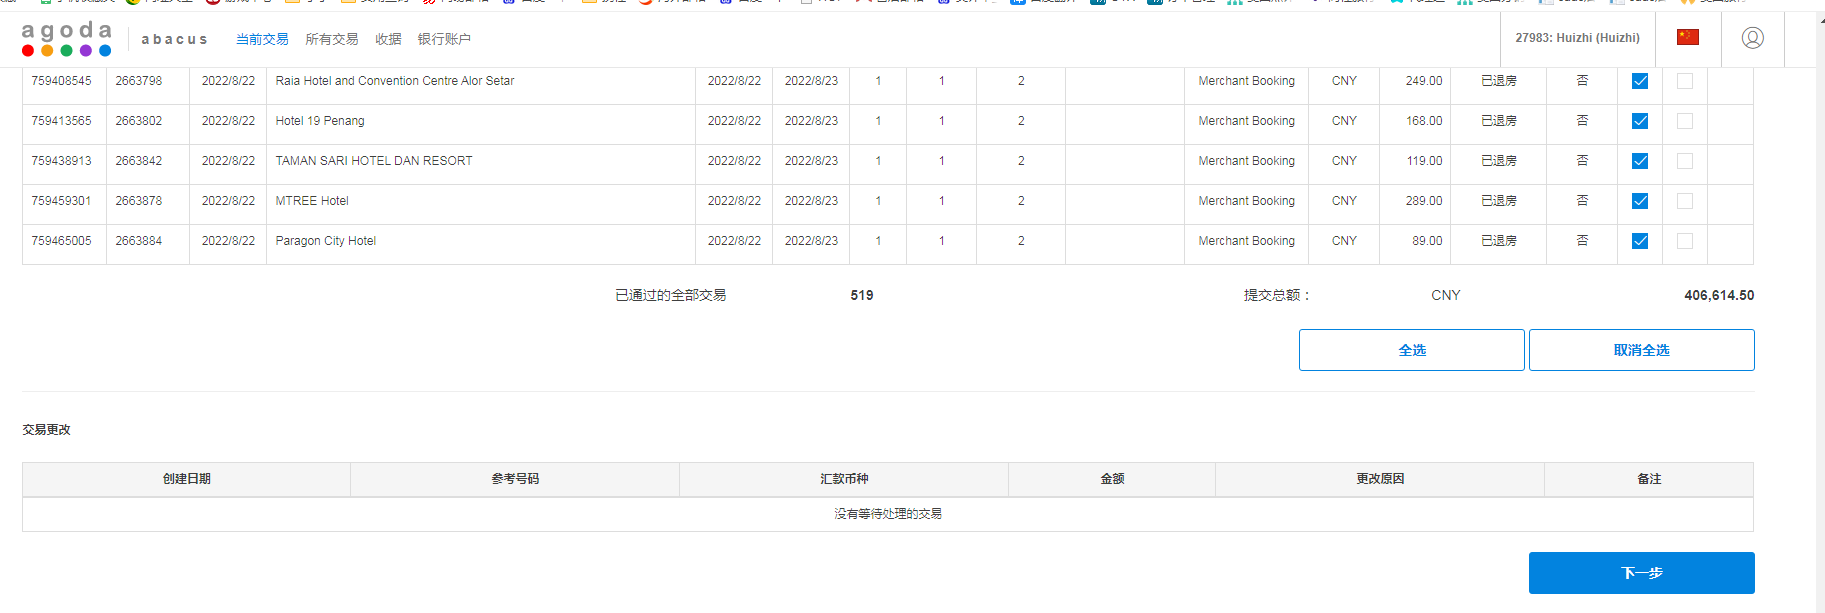 agoda abacus 当前交易 所有交易 收据 银行账户 27983: Huizhi (Huizhi)
759408545 2663798 2022/8/22 Raia Hotel and Convention Centre Alor Setar 2022/8/22 2022/8/23 1 1 2 Merchant Booking CNY 249.00 已退房 否
759413565 2663802 2022/8/22 Hotel 19 Penang 2022/8/22 2022/8/23 1 1 2 Merchant Booking CNY 168.00 已退房 否
759438913 2663842 2022/8/22 TAMAN SARI HOTEL DAN RESORT 2022/8/22 2022/8/23 1 1 2 Merchant Booking CNY 119.00 已退房 否
759459301 2663878 2022/8/22 MTREE Hotel 2022/8/22 2022/8/23 1 1 2 Merchant Booking CNY 289.00 已退房 否
759465005 2663884 2022/8/22 Paragon City Hotel 2022/8/22 2022/8/23 1 1 2 Merchant Booking CNY 89.00 已退房 否
已通过的全部交易 519 提交总额： CNY 406,614.50
全选 取消全选
交易更改
创建日期 参考号码 汇款币种 金额 更改原因 备注
没有等待处理的交易
下一步